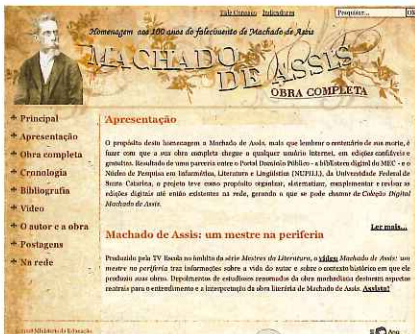 Fale Conosco Indicadores Pesquise... OK
Homenagem aos 100 anos de falecimento de Machado de Assis
MACHADO
DE ASSIS
OBRA COMPLETA
Principal
Apresentação
Obra completa
Cronologia
Bibliografia
Vídeo
O autor e a obra
Postagens
Na rede
Apresentação
O propósito desta homenagem a Machado de Assis, mais que lembrar o centenário de sua morte, é
fazer com que a sua obra completa chegue a qualquer usuário internet, em edições confiáveis e
gratuitas. Resultado de uma parceria entre o Portal Domínio Público - a biblioteca digital do MEC - e o
Núcleo de Pesquisa em Informática, Literatura e Linguística (NUPILL), da Universidade Federal de
Santa Catarina, o projeto teve como propósito organizar, sistematizar, complementar e revisar as
edições digitais até então existentes na rede, gerando o que se pode chamar de Coleção Digital
Machado de Assis.
Ler mais...
Machado de Assis: um mestre na periferia
Produzido pela TV Escola no âmbito da série Mestres da Literatura, o vídeo Machado de Assis: um
mestre na periferia traz informações sobre a vida do autor e sobre o contexto histórico em que ele
produziu suas obras. Depoimentos de estudiosos renomados da obra machadiana destacam aspectos
centrais para o entendimento e a interpretação da obra literária de Machado de Assis. Assista!
Ministério da Educação